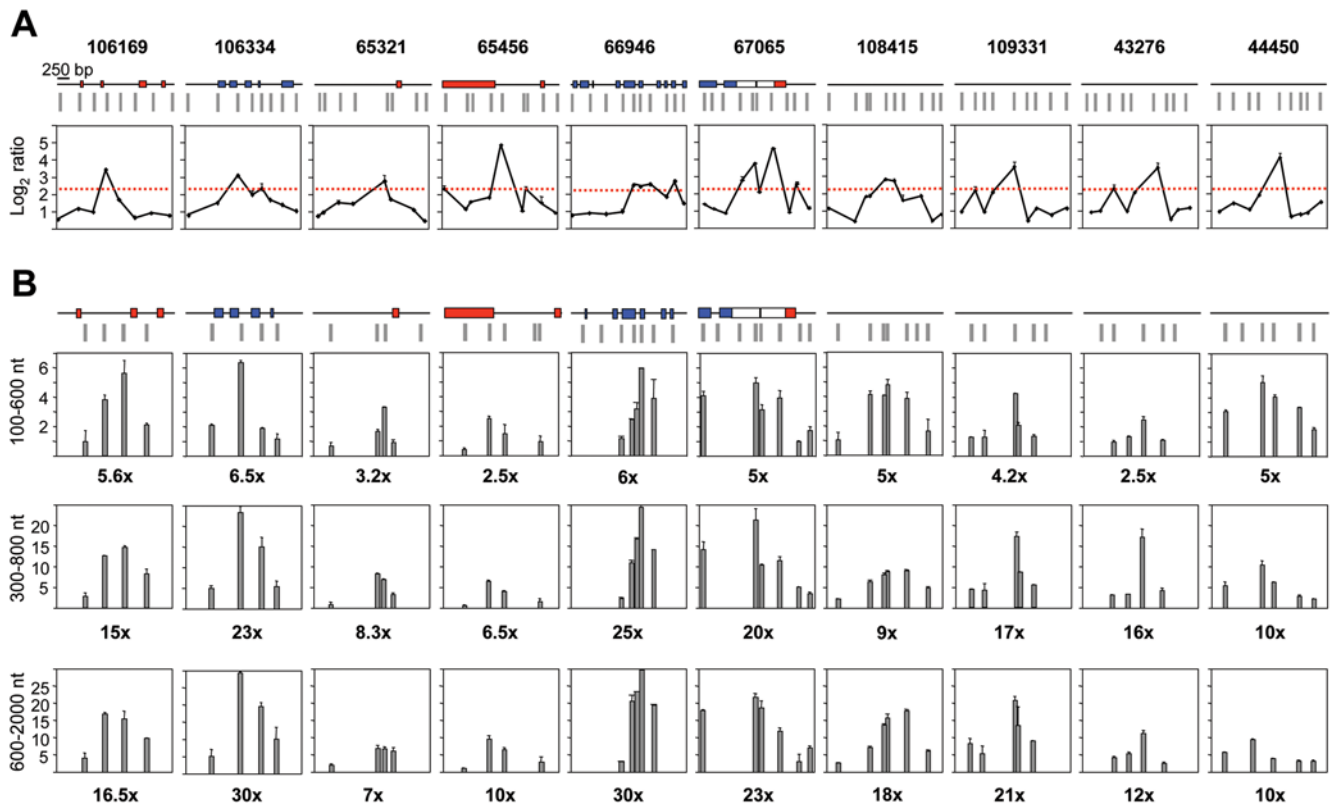 A
106169 106334 65321 65456 66946 67065 108415 109331 43276 44450
250 bp
Log2 ratio
5
4
3
2
1
B
100-600 nt
6
4
2
5.6x 6.5x 3.2x 2.5x 6x 5x 5x 4.2x 2.5x 5x
300-800 nt
20
15
10
5
15x 23x 8.3x 6.5x 25x 20x 9x 17x 16x 10x
600-2000 nt
25
20
15
10
5
16.5x 30x 7x 10x 30x 23x 18x 21x 12x 10x